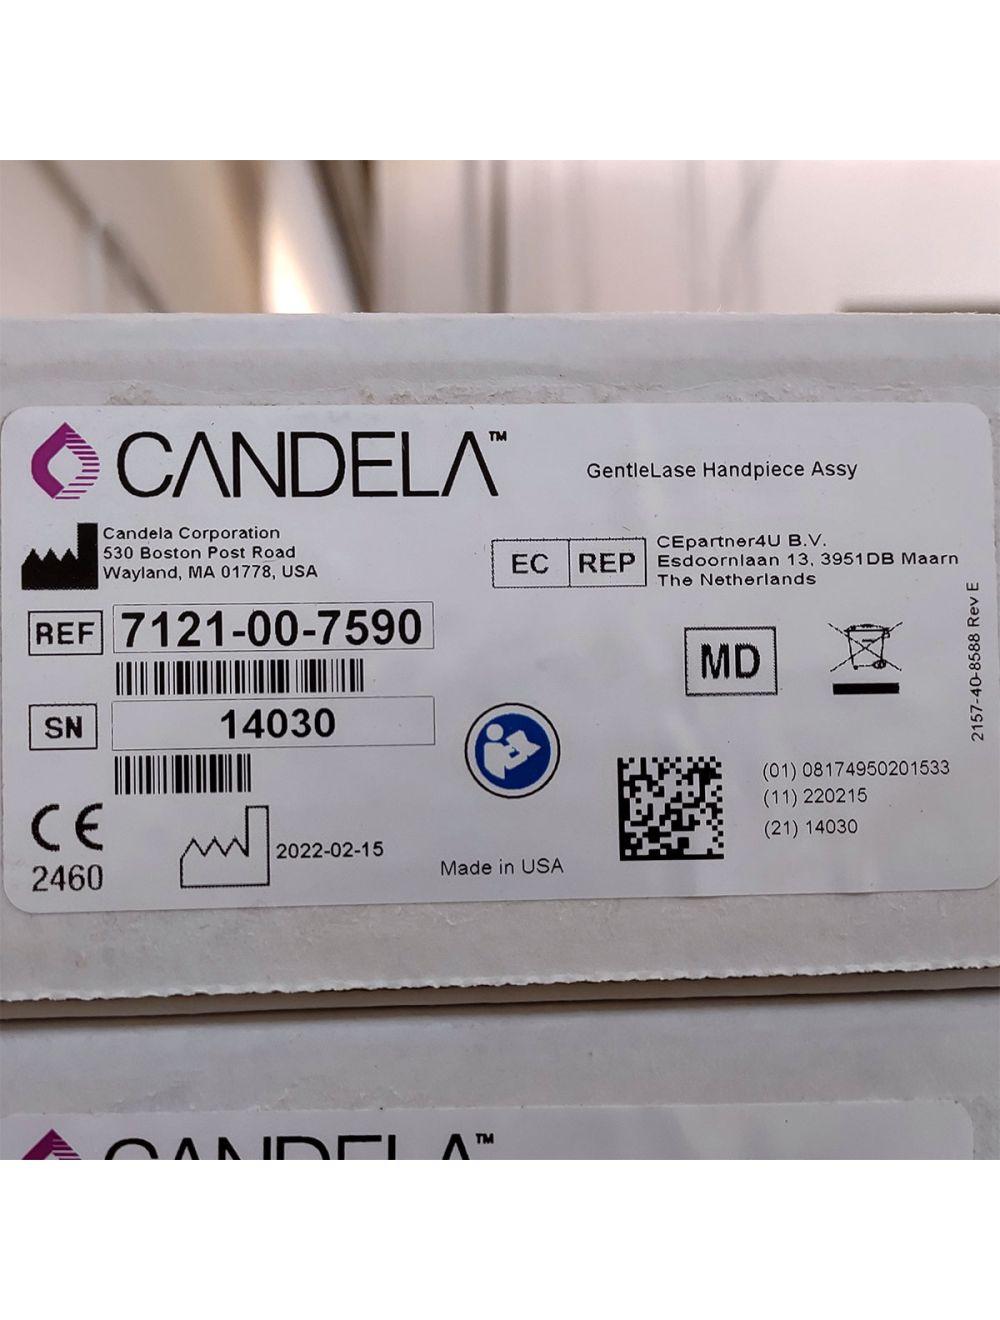 CANDELA™
GentleLase Handpiece Assy
Candela Corporation
530 Boston Post Road
Wayland, MA 01778, USA
EC REP
CEpartner4U B.V.
Esdoornlaan 13, 3951DB Maarn
The Netherlands
REF 7121-00-7590
MD
2157-40-8588 Rev E
SN 14030
(01) 08174950201533
(11) 220215
(21) 14030
CE
2460
2022-02-15
Made in USA
CANDELA™